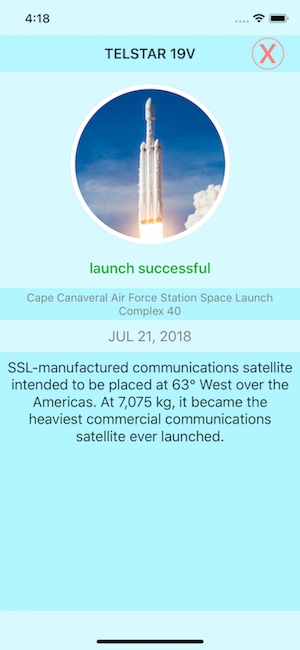 4:18
TELSTAR 19V
X
launch successful
Cape Canaveral Air Force Station Space Launch
Complex 40
JUL 21, 2018
SSL-manufactured communications satellite
intended to be placed at 63° West over the
Americas. At 7,075 kg, it became the
heaviest commercial communications
satellite ever launched.